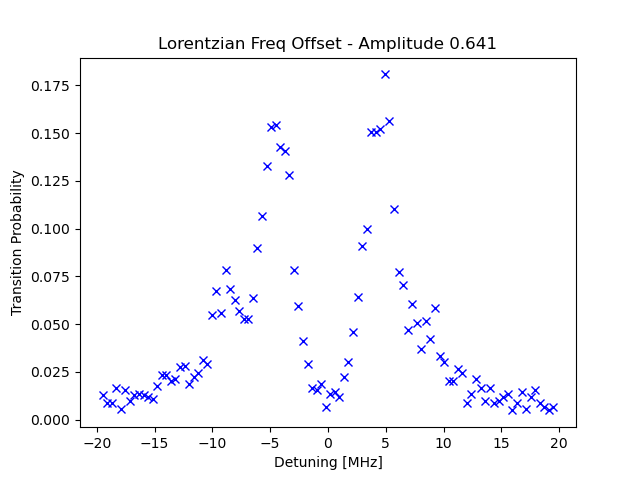 Lorentzian Freq Offset - Amplitude 0.641
Transition Probability
0.175
0.150
0.125
0.100
0.075
0.050
0.025
0.000
−20 −15 −10 −5 0 5 10 15 20
Detuning [MHz]